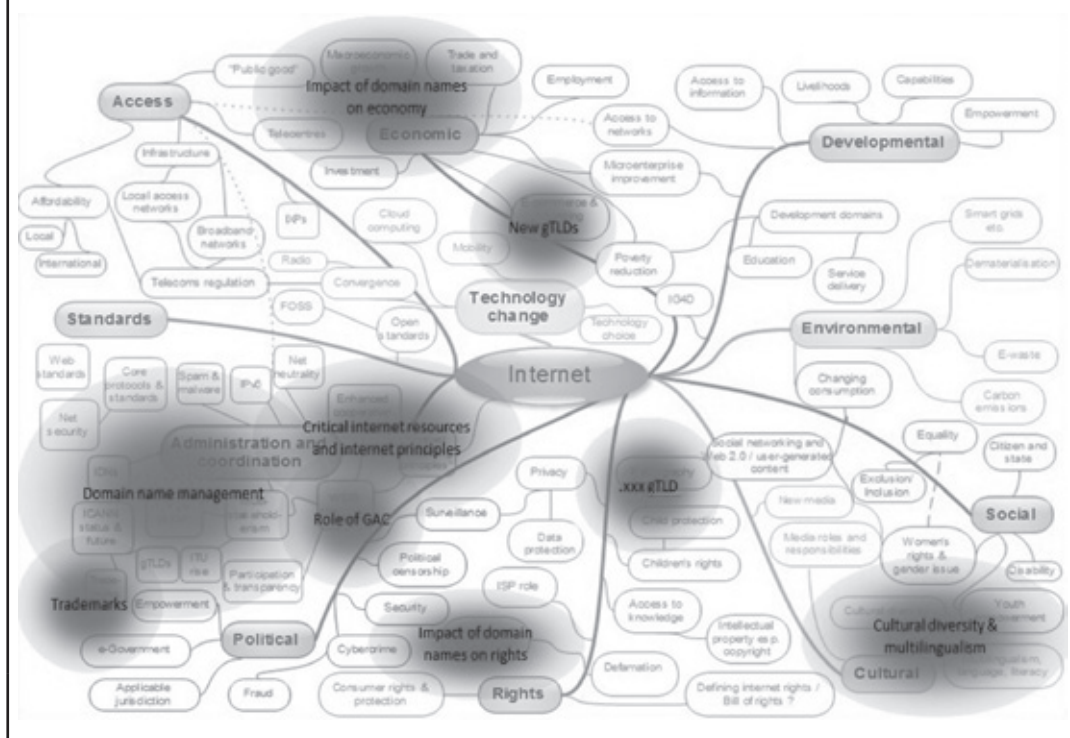 Macroeconomic
Trade and
taxation
"Public good"
Impact of domain names
on economy
Employment
Access to
information
Livelihoods
Capabilities
Empowerment
Access
Economic
Access to
networks
Developmental
Telecentres
Infrastructure
Investment
Microenterprise
improvement
Affordability
Local access
networks
Cloud
computing
New gTLDs
Development domains
Smart grids
etc.
Local
International
Broadband
networks
Mobility
Poverty
reduction
Education
Service
delivery
Dematerialisation
Radio
Telecoms regulation
Convergence
Technology
change
FOSS
Standards
Open
standards
Technology
choice
Environmental
Web
standards
Core
protocols &
standards
Spam &
malware
IPv6
Net
neutrality
Internet
E-waste
Changing
consumption
Carbon
emissions
Net
security
Enhanced
Critical internet resources
and internet principles
Administration and
coordination
Equality
Citizen and
state
Social networking and
Web 2.0 / user-generated
content
Privacy
Exclusion/
Inclusion
Domain name management
.xxx gTLD
New media
Social
ICANN
status &
future
Role of GAC
Surveillance
Child protection
Media roles and
responsibilities
Women's
rights &
gender issue
Data
protection
Disability
gTLDs
ITU
rise
Political
censorship
Children's rights
Participation
& transparency
ISP role
Trademarks
Empowerment
Security
Access to
knowledge
Youth
Cultural diversity &
multilingualism
Political
Impact of domain
names on rights
Intellectual
property esp.
copyright
e-Government
Cybercrime
Defamation
Cultural
language, literacy
Applicable
jurisdiction
Fraud
Consumer rights &
protection
Rights
Defining internet rights /
Bill of rights ?